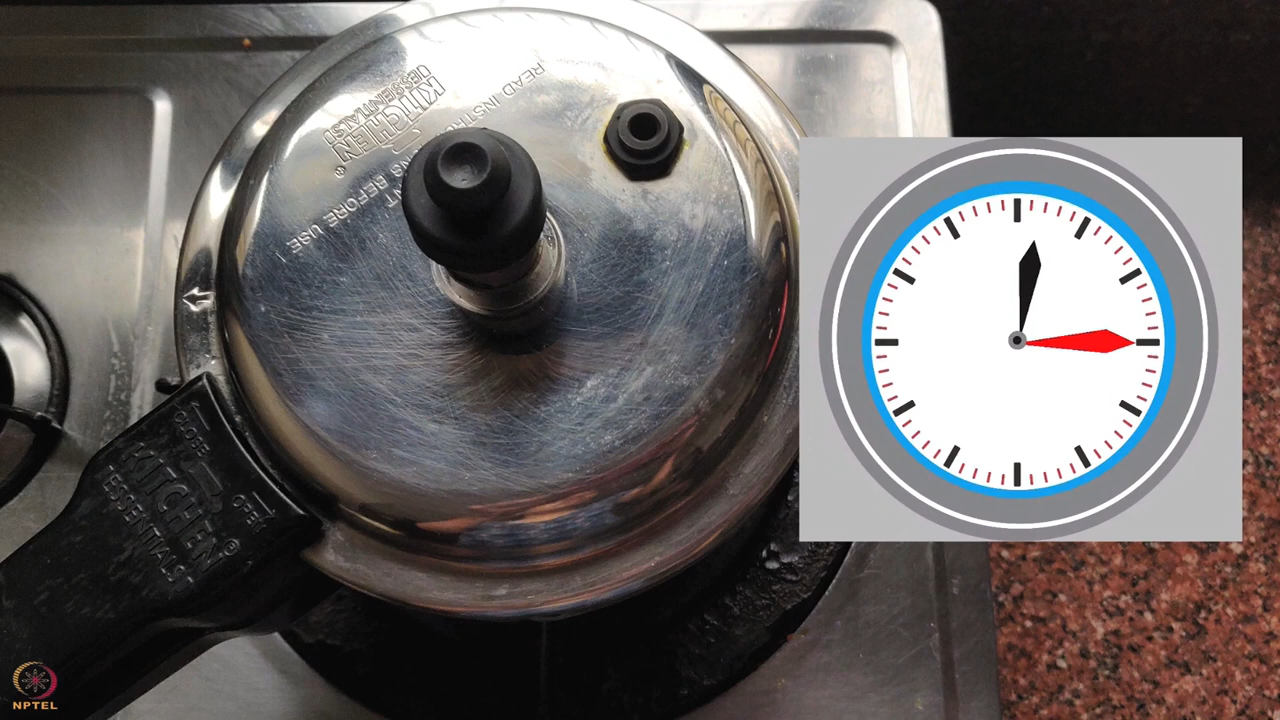 KITCHEN®
ESSENTIALS!
READ INSTRUCTIONS BEFORE USE !
CLOSE
OPEN
KITCHEN®
ESSENTIALS!
NPTEL